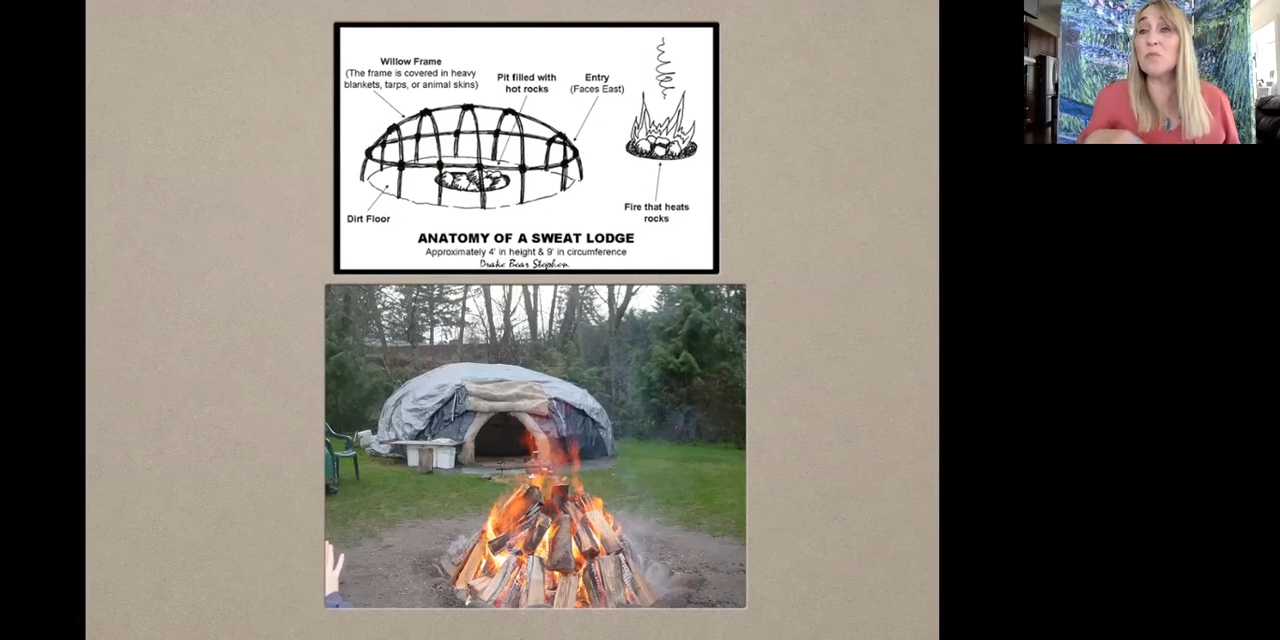 Willow Frame
(The frame is covered in heavy
blankets, tarps, or animal skins)
Pit filled with
hot rocks
Entry
(Faces East)
Dirt Floor
Fire that heats
rocks
ANATOMY OF A SWEAT LODGE
Approximately 4' in height & 9' in circumference
Drake Bear Stephen